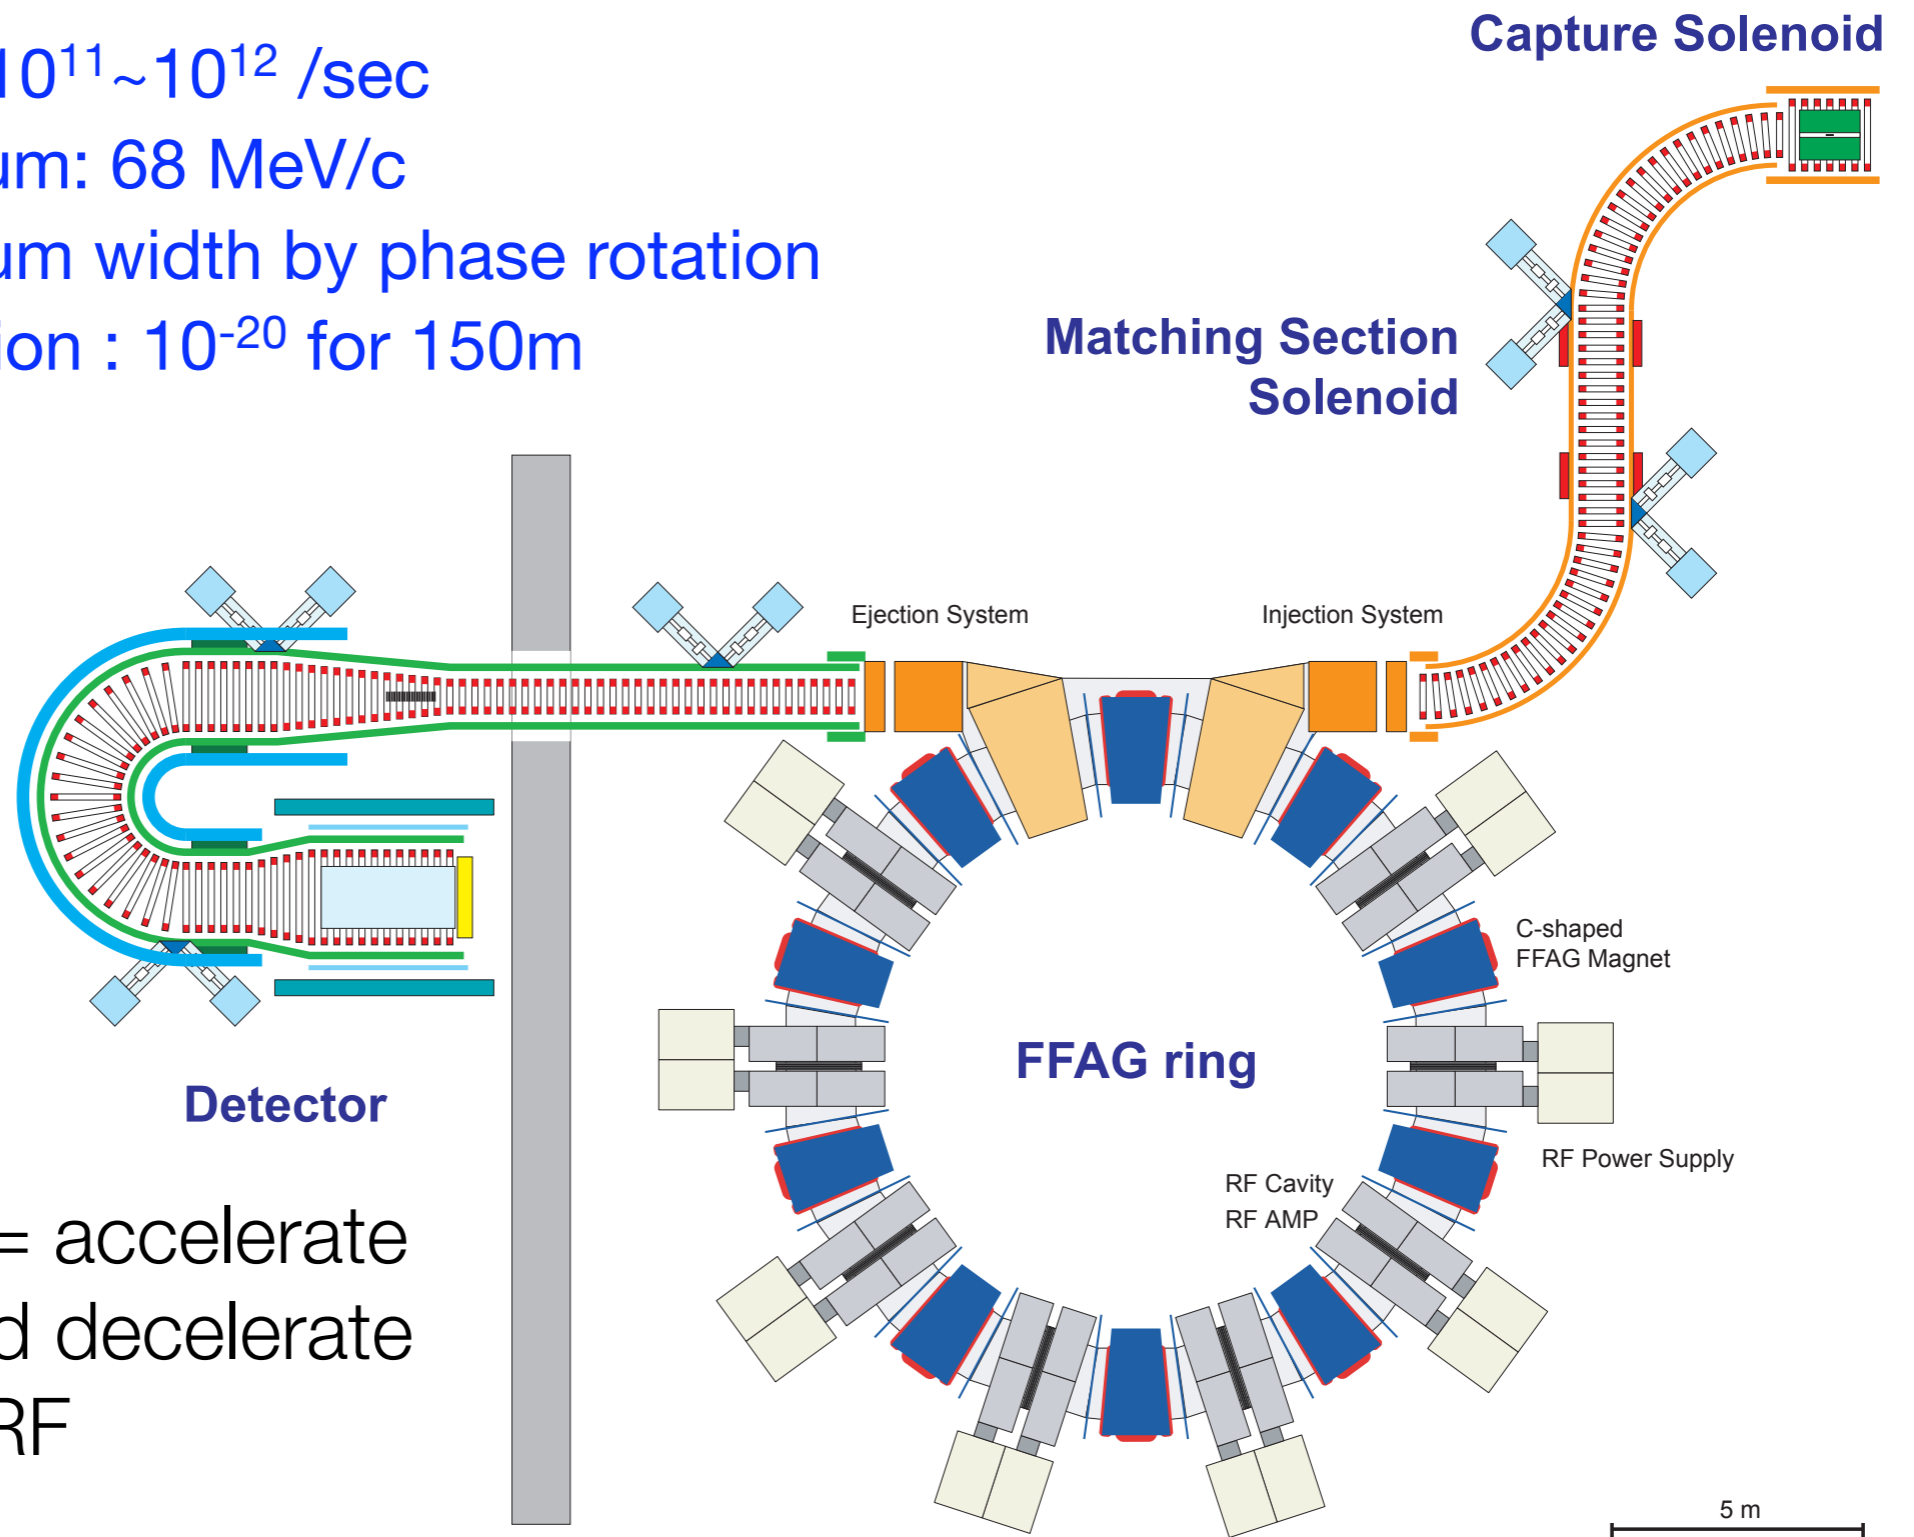 Capture Solenoid
10¹¹~10¹² /sec
um: 68 MeV/c
um width by phase rotation
ion : 10⁻²⁰ for 150m
Matching Section
Solenoid
Ejection System
Injection System
C-shaped
FFAG Magnet
FFAG ring
Detector
RF Power Supply
RF Cavity
RF AMP
= accelerate
d decelerate
RF
5 m